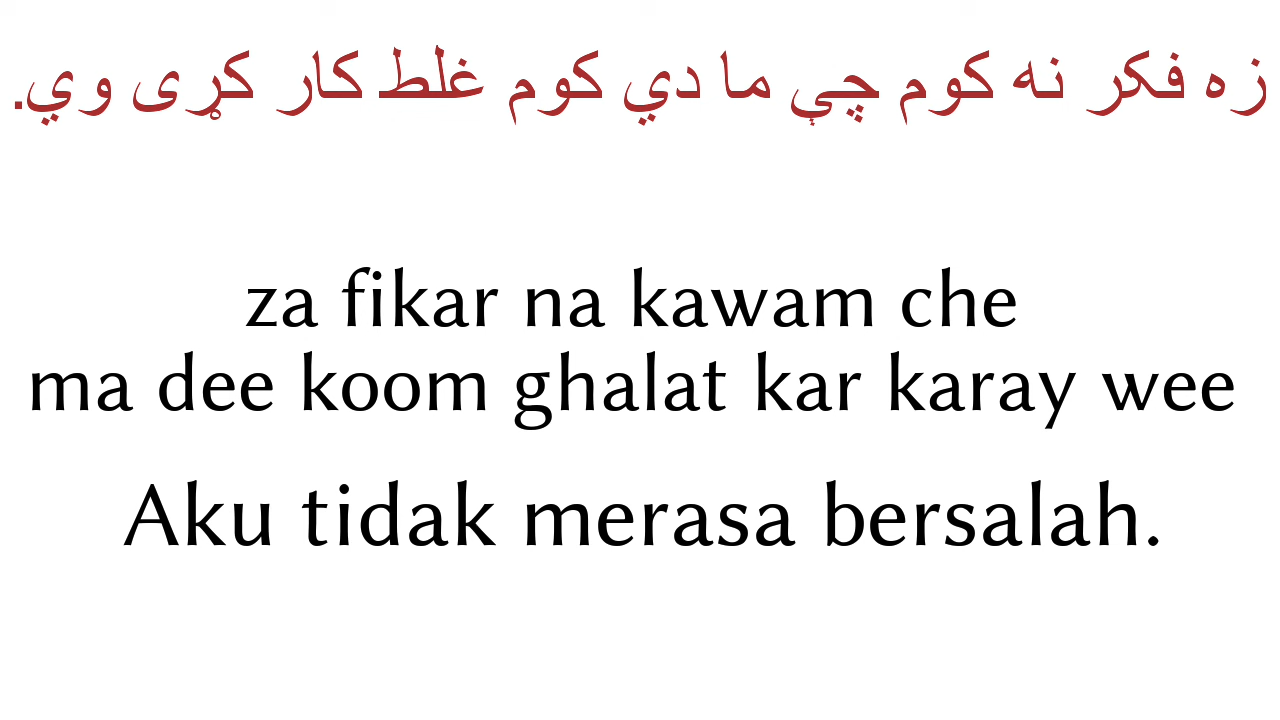 زه فکر نه کوم چې ما دي کوم غلط کار کړی وي.
za fikar na kawam che
ma dee koom ghalat kar karay wee
Aku tidak merasa bersalah.